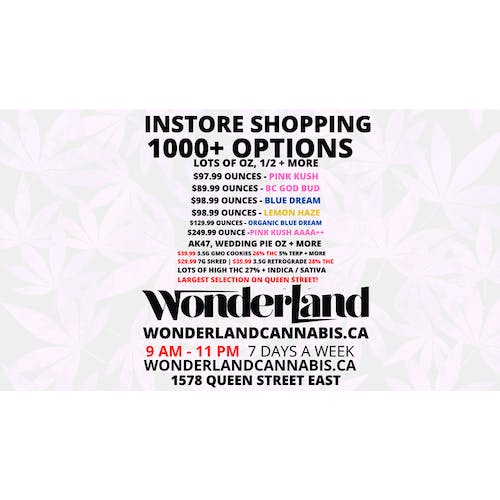 INSTORE SHOPPING
1000+ OPTIONS
LOTS OF OZ, 1/2 + MORE
$97.99 OUNCES - PINK KUSH
$89.99 OUNCES - BC GOD BUD
$98.99 OUNCES - BLUE DREAM
$98.99 OUNCES - LEMON HAZE
$129.99 OUNCES - ORGANIC BLUE DREAM
$249.99 OUNCE -PINK KUSH AAAA++
AK47, WEDDING PIE OZ + MORE
$39.99 3.5G GMO COOKIES 26% THC 5% TERP + MORE
$29.99 7G SHRED | $35.99 3.5G RETROGRADE 28% THC
LOTS OF HIGH THC 27% + INDICA / SATIVA
LARGEST SELECTION ON QUEEN STREET!
Wonderland
WONDERLANDCANNABIS.CA
9 AM - 11 PM 7 DAYS A WEEK
WONDERLANDCANNABIS.CA
1578 QUEEN STREET EAST